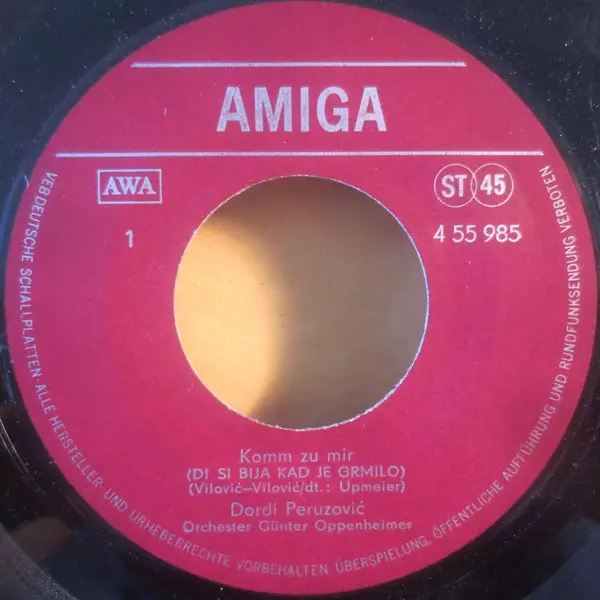 AMIGA
AWA
ST 45
1
4 55 985
Komm zu mir
(DI SI BIJA KAD JE GRMILO)
(Vilović–Vilović/dt.: Upmeier)
Dordi Peruzović
Orchester Günter Oppenheimer
VEB DEUTSCHE SCHALLPLATTEN · ALLE HERSTELLER- UND URHEBERRECHTE VORBEHALTEN. ÜBERSPIELUNG, ÖFFENTLICHE AUFFÜHRUNG UND RUNDFUNKSENDUNG VERBOTEN